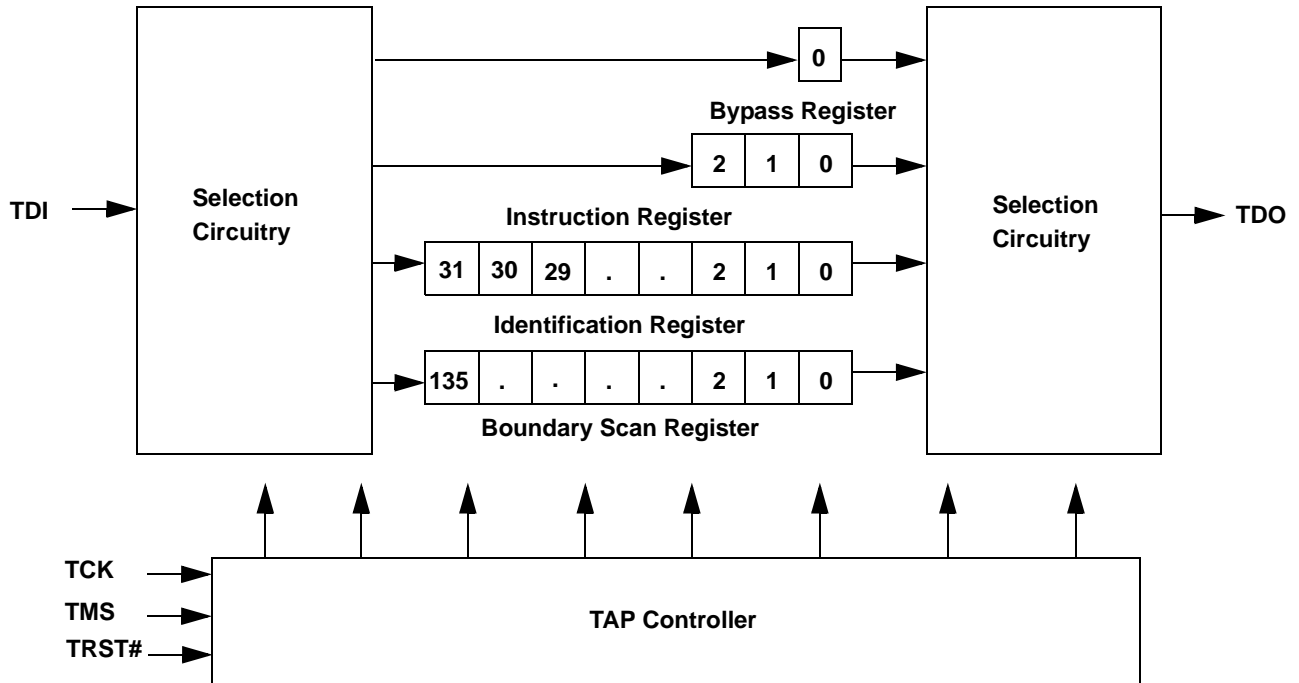 0
Bypass Register
2 1 0
TDI
Selection
Circuitry
Selection
Circuitry
TDO
Instruction Register
31 30 29 . . 2 1 0
Identification Register
135 . . . . 2 1 0
Boundary Scan Register
TCK
TMS
TRST#
TAP Controller